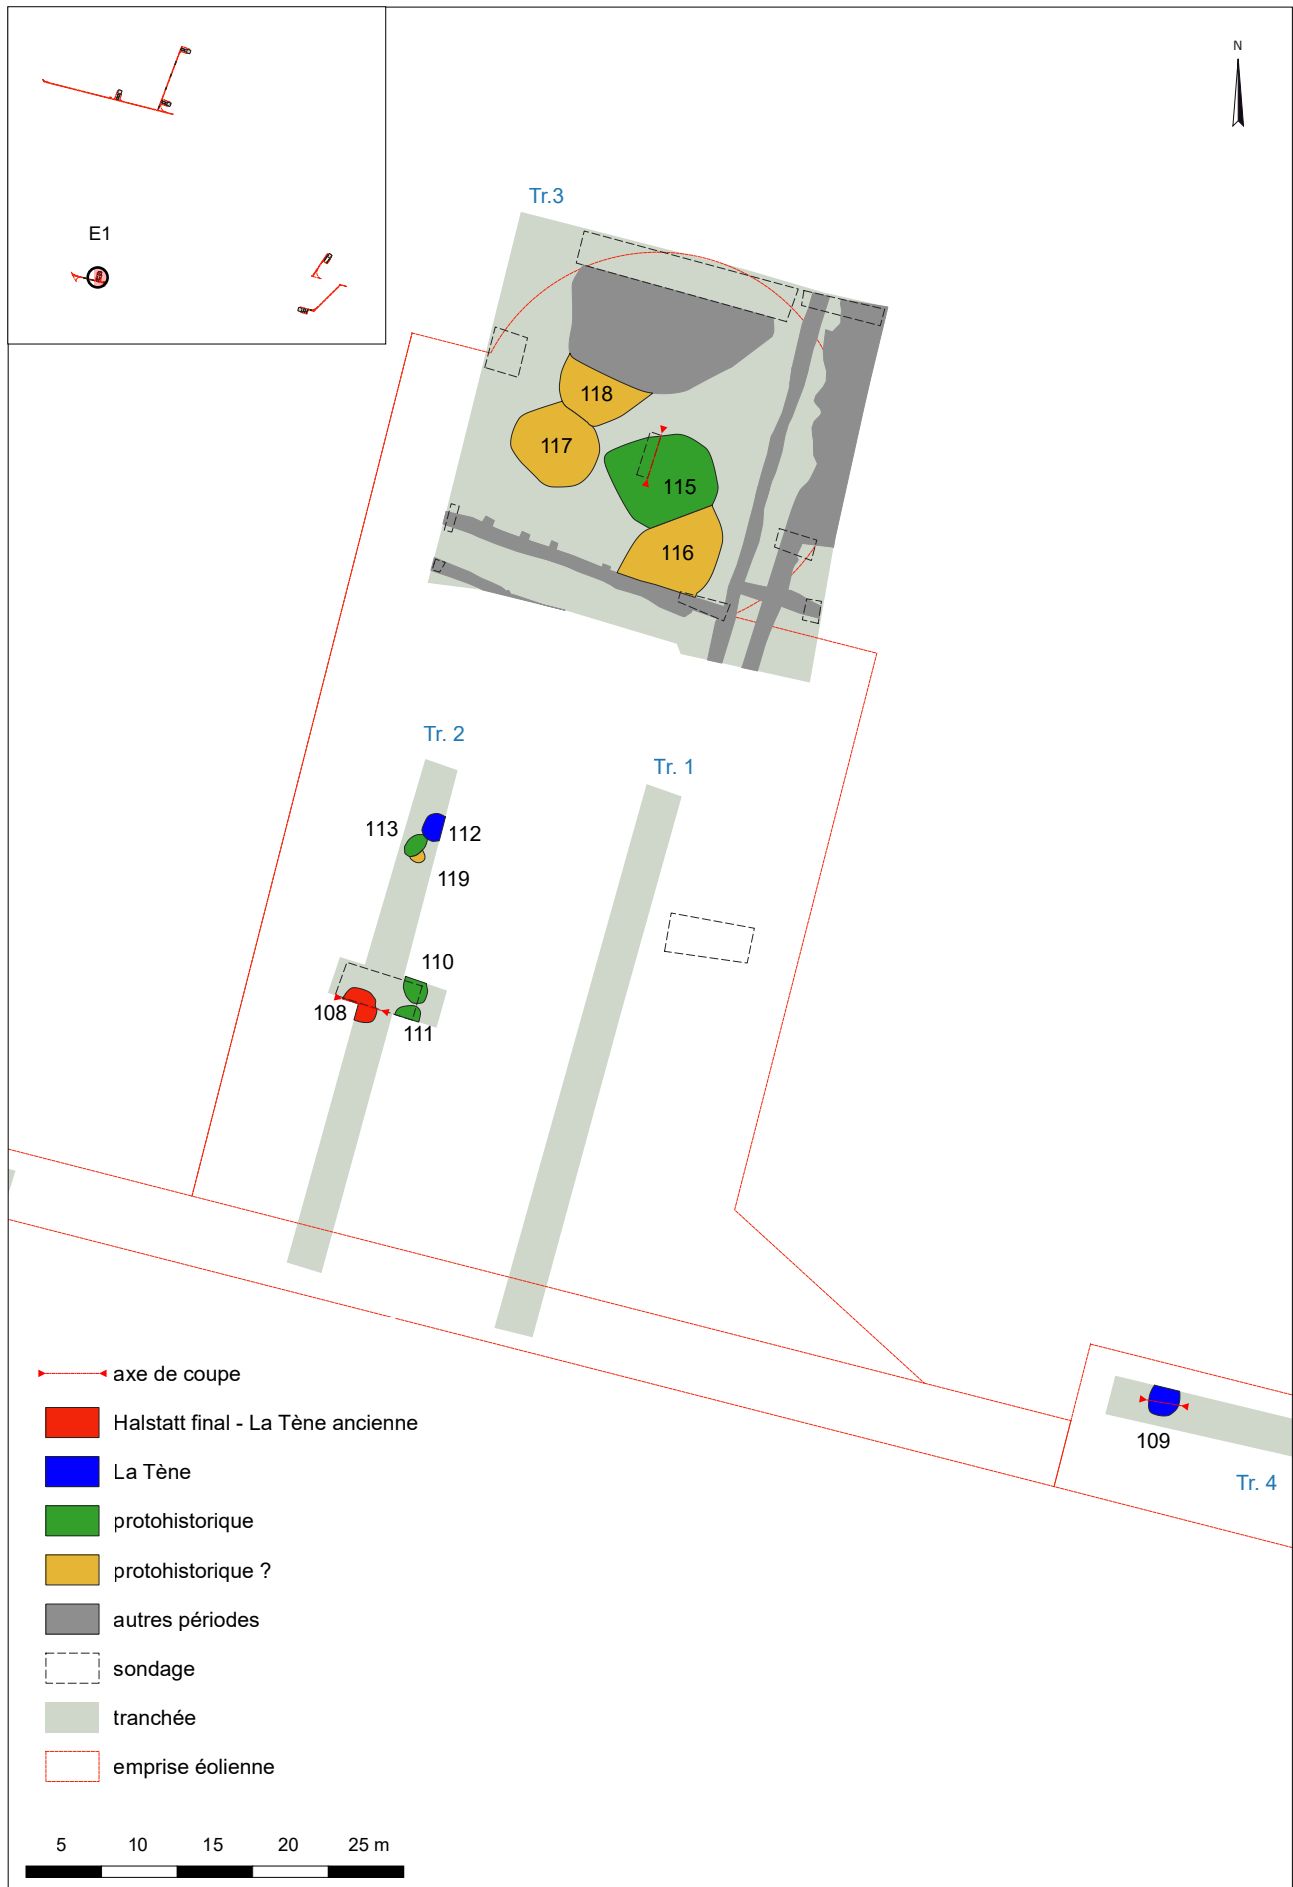 N
E1
Tr.3
118
117
115
116
Tr. 2
Tr. 1
113
112
119
110
108
111
109
Tr. 4
axe de coupe
Halstatt final - La Tène ancienne
La Tène
protohistorique
protohistorique ?
autres périodes
sondage
tranchée
emprise éolienne
5 10 15 20 25 m